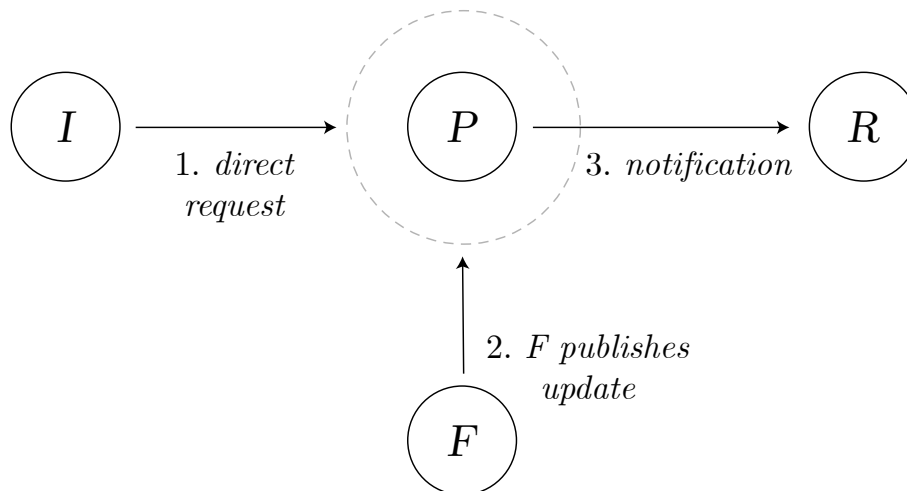 I
P
R
1. direct
request
3. notification
2. F publishes
update
F